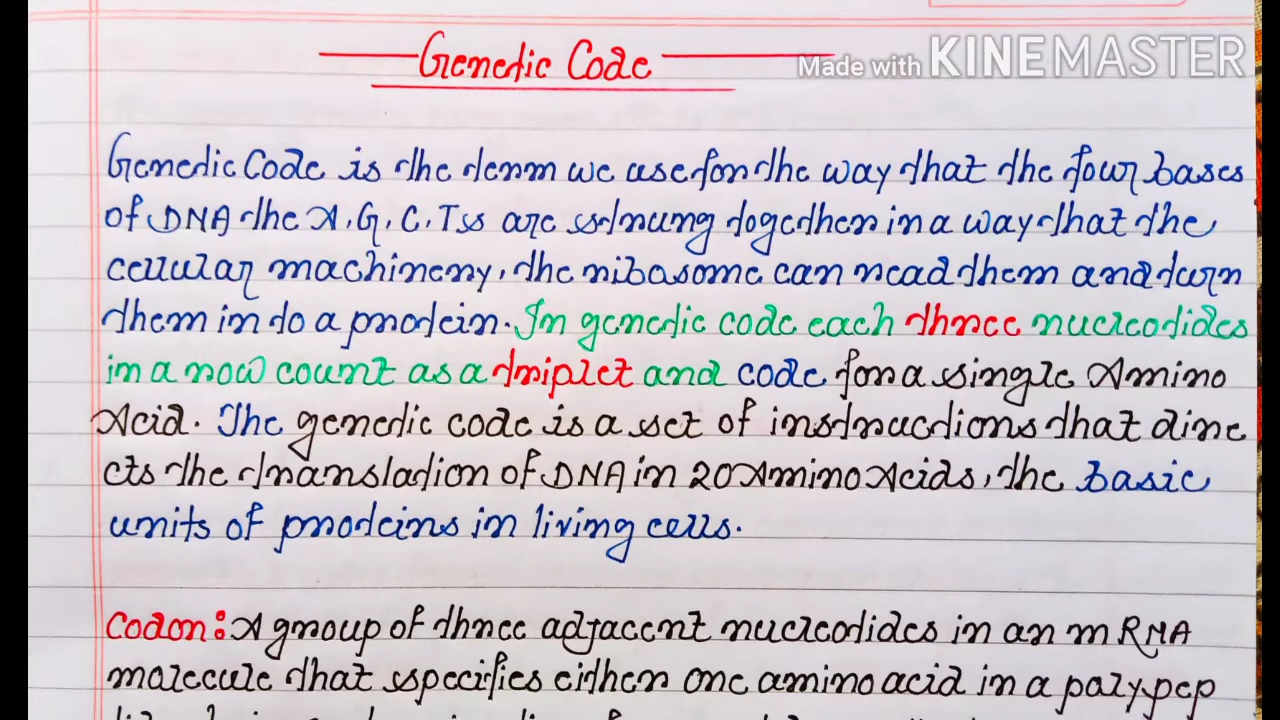 Genetic Code
Made with KINEMASTER
Genetic Code is the term we use for the way that the four bases
of DNA the A, G, C, Ts are strung together in a way that the
cellular machinery, the ribosome can read them and turn
them in to a protein. In genetic code each three nucleotides
in a row count as a triplet and code for a single Amino
Acid. The genetic code is a set of instructions that dire
cts the translation of DNA in 20 Amino Acids, the basic
units of proteins in living cells.
Codon: A group of three adjacent nucleotides in an mRNA
molecule that specifies either one amino acid in a polypep